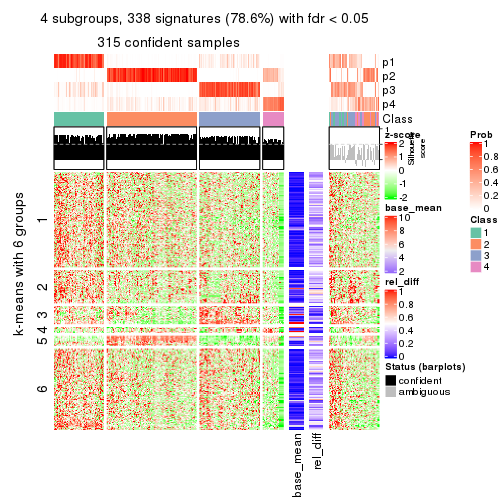 4 subgroups, 338 signatures (78.6%) with fdr < 0.05
315 confident samples
p1
p2
p3
p4
Class
1
Silhouette
score
z-score
2
1
0
-1
-2
Prob
1
0.8
0.6
0.4
0.2
0
base_mean
10
8
6
4
2
Class
1
2
3
4
rel_diff
1
0.8
0.6
0.4
0.2
0
Status (barplots)
confident
ambiguous
k-means with 6 groups
1
2
3
4
5
6
base_mean
rel_diff